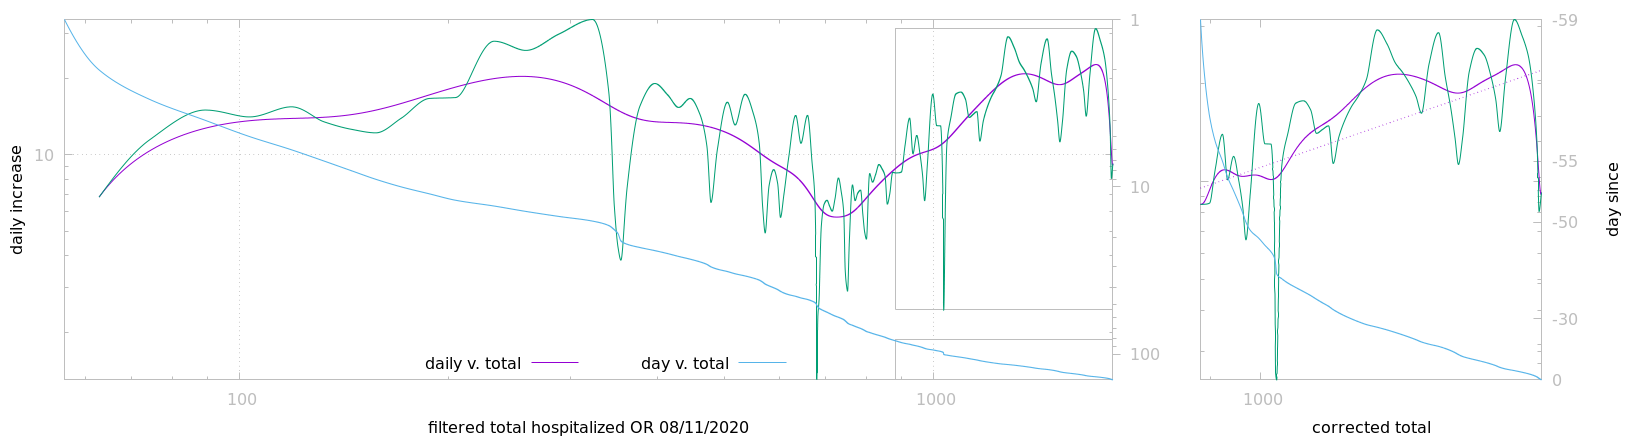 daily increase
10
daily v. total
day v. total
100
1000
filtered total hospitalized OR 08/11/2020
1
10
100
1000
corrected total
-59
-55
-50
-30
0
day since